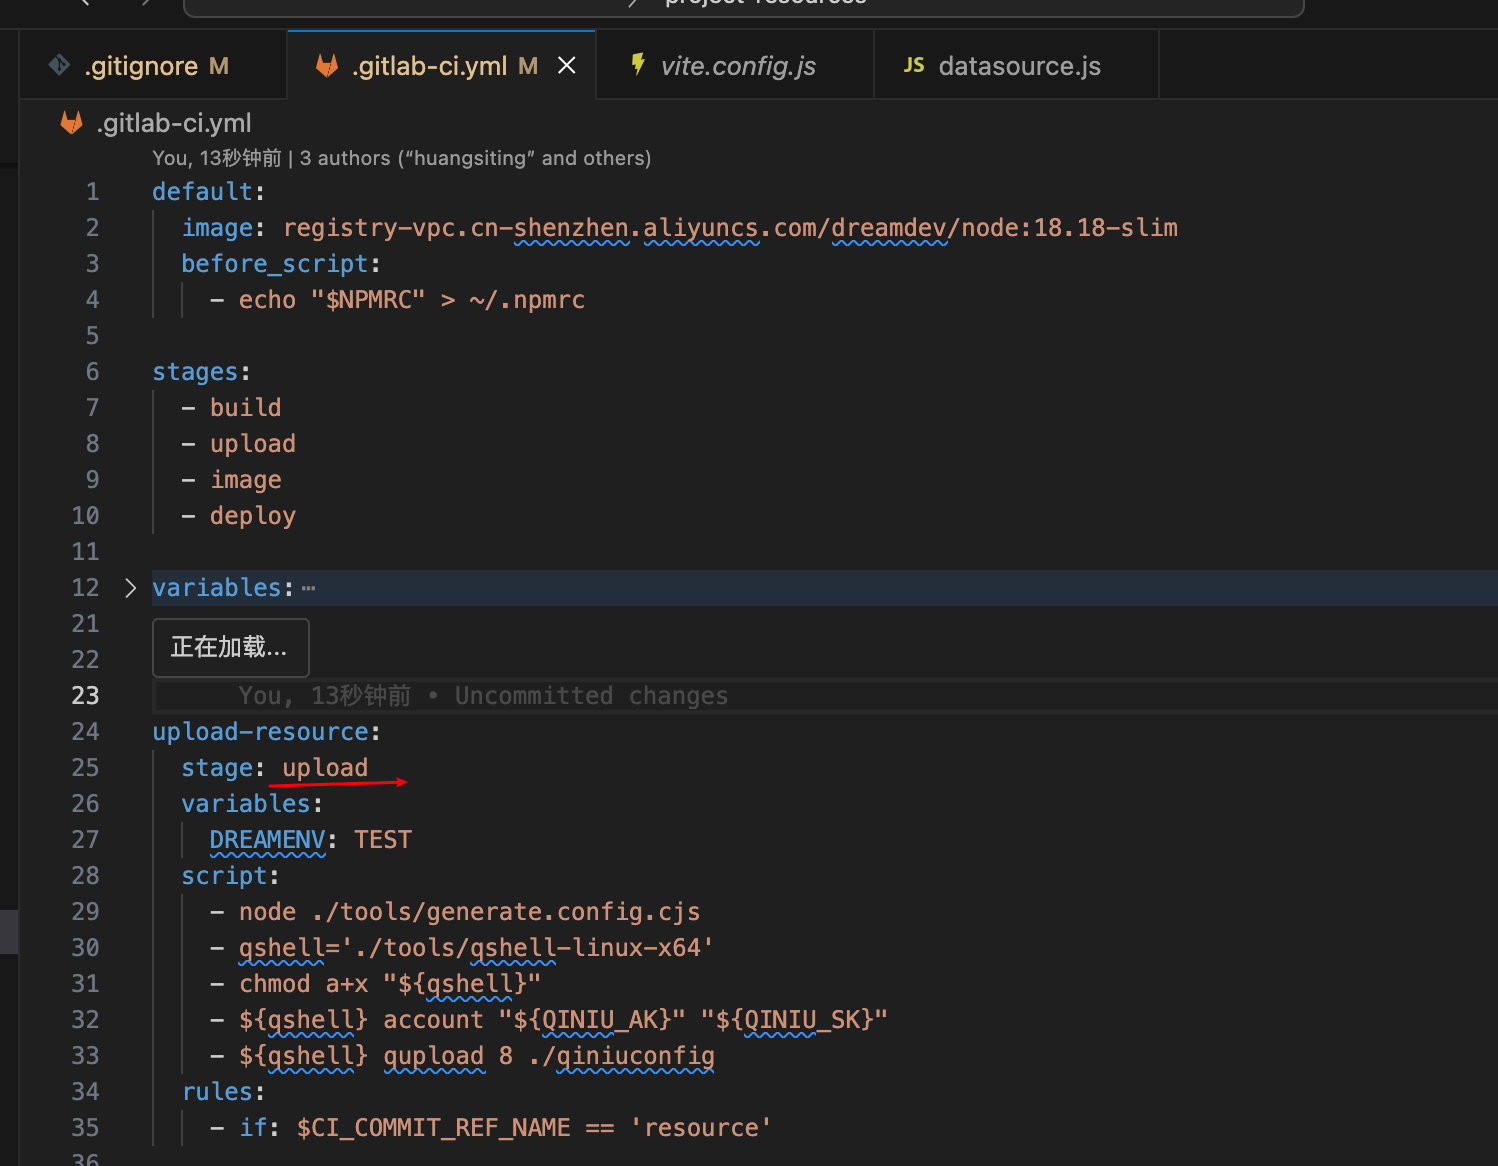 .gitignore M
.gitlab-ci.yml M
vite.config.js
JS datasource.js
.gitlab-ci.yml
You, 13秒钟前 | 3 authors (“huangsiting” and others)
1 default:
2 image: registry-vpc.cn-shenzhen.aliyuncs.com/dreamdev/node:18.18-slim
3 before_script:
4 - echo "$NPMRC" > ~/.npmrc
5
6 stages:
7 - build
8 - upload
9 - image
10 - deploy
11
12 variables: ⋯
21
正在加载...
22
23 You, 13秒钟前 • Uncommitted changes
24 upload-resource:
25 stage: upload
26 variables:
27 DREAMENV: TEST
28 script:
29 - node ./tools/generate.config.cjs
30 - qshell='./tools/qshell-linux-x64'
31 - chmod a+x "${qshell}"
32 - ${qshell} account "${QINIU_AK}" "${QINIU_SK}"
33 - ${qshell} qupload 8 ./qiniuconfig
34 rules:
35 - if: $CI_COMMIT_REF_NAME == 'resource'
36